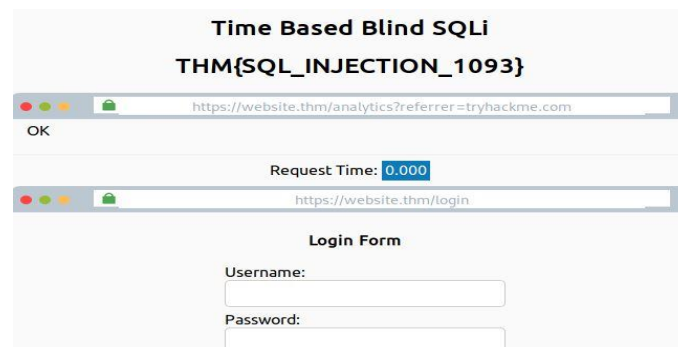 Time Based Blind SQLi
THM{SQL_INJECTION_1093}
https://website.thm/analytics?referrer=tryhackme.com
OK
Request Time: 0.000
https://website.thm/login
Login Form
Username:
Password: